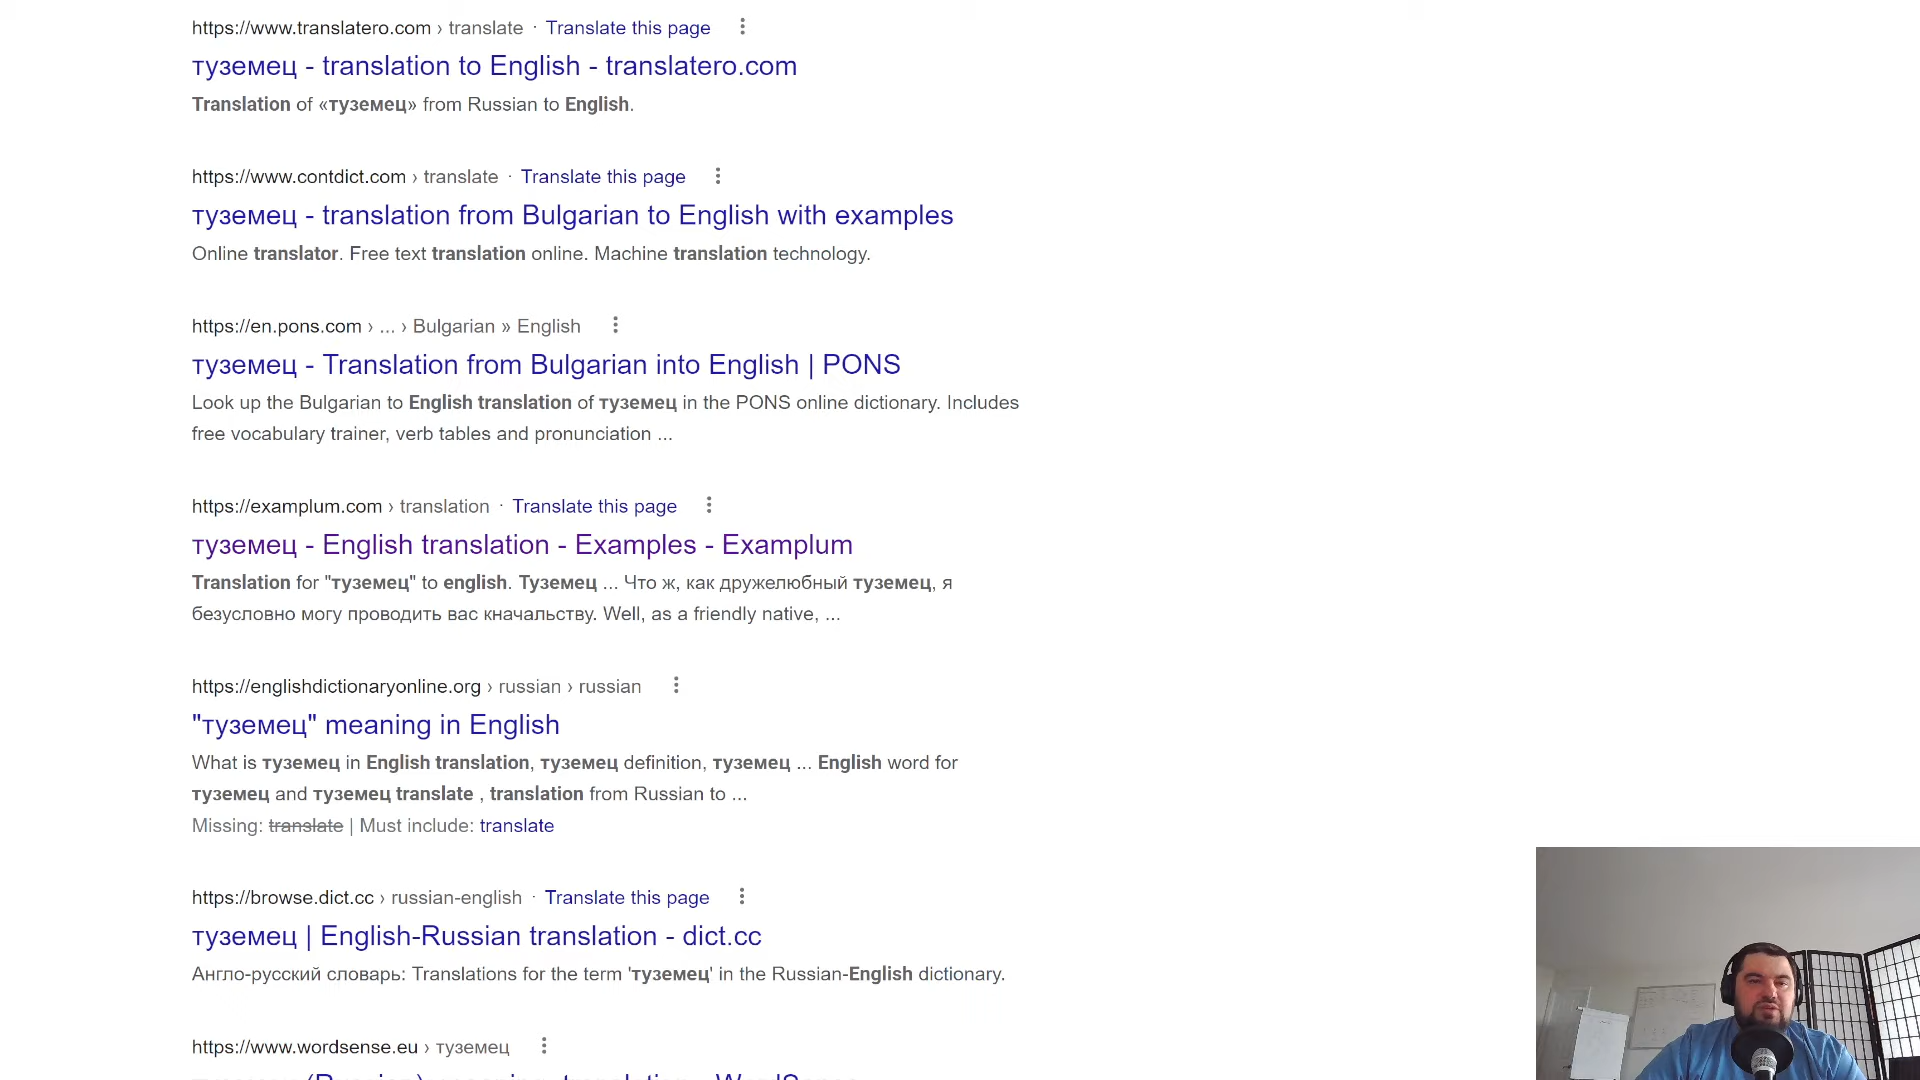 https://www.translatero.com › translate · Translate this page
туземец - translation to English - translatero.com
Translation of «туземец» from Russian to English.
https://www.contdict.com › translate · Translate this page
туземец - translation from Bulgarian to English with examples
Online translator. Free text translation online. Machine translation technology.
https://en.pons.com › ... › Bulgarian » English
туземец - Translation from Bulgarian into English | PONS
Look up the Bulgarian to English translation of туземец in the PONS online dictionary. Includes
free vocabulary trainer, verb tables and pronunciation ...
https://examplum.com › translation · Translate this page
туземец - English translation - Examples - Examplum
Translation for "туземец" to english. Туземец ... Что ж, как дружелюбный туземец, я
безусловно могу проводить вас кначальству. Well, as a friendly native, ...
https://englishdictionaryonline.org › russian › russian
"туземец" meaning in English
What is туземец in English translation, туземец definition, туземец ... English word for
туземец and туземец translate , translation from Russian to ...
Missing: translate | Must include: translate
https://browse.dict.cc › russian-english · Translate this page
туземец | English-Russian translation - dict.cc
Англо-русский словарь: Translations for the term 'туземец' in the Russian-English dictionary.
https://www.wordsense.eu › туземец